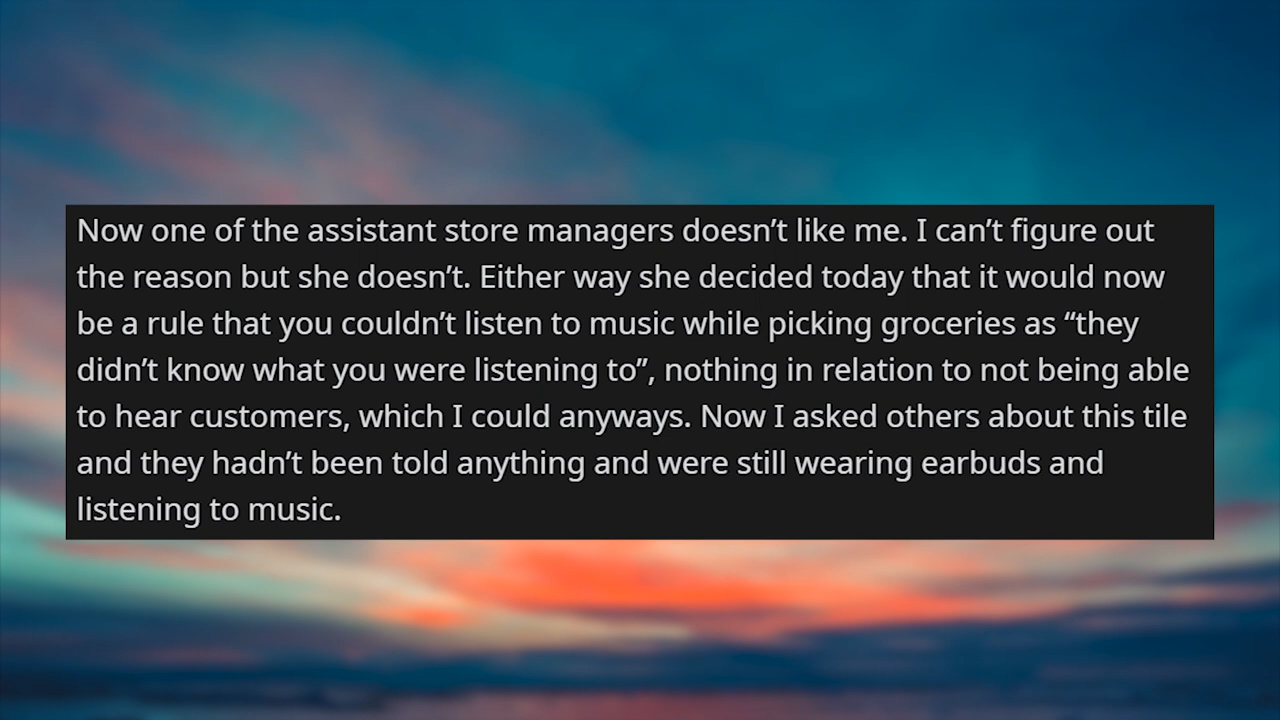 Now one of the assistant store managers doesn’t like me. I can’t figure out
the reason but she doesn’t. Either way she decided today that it would now
be a rule that you couldn’t listen to music while picking groceries as “they
didn’t know what you were listening to”, nothing in relation to not being able
to hear customers, which I could anyways. Now I asked others about this tile
and they hadn’t been told anything and were still wearing earbuds and
listening to music.